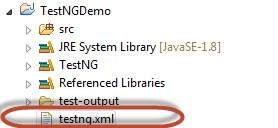 TestNGDemo
src
JRE System Library [JavaSE-1.8]
TestNG
Referenced Libraries
test-output
testng.xml